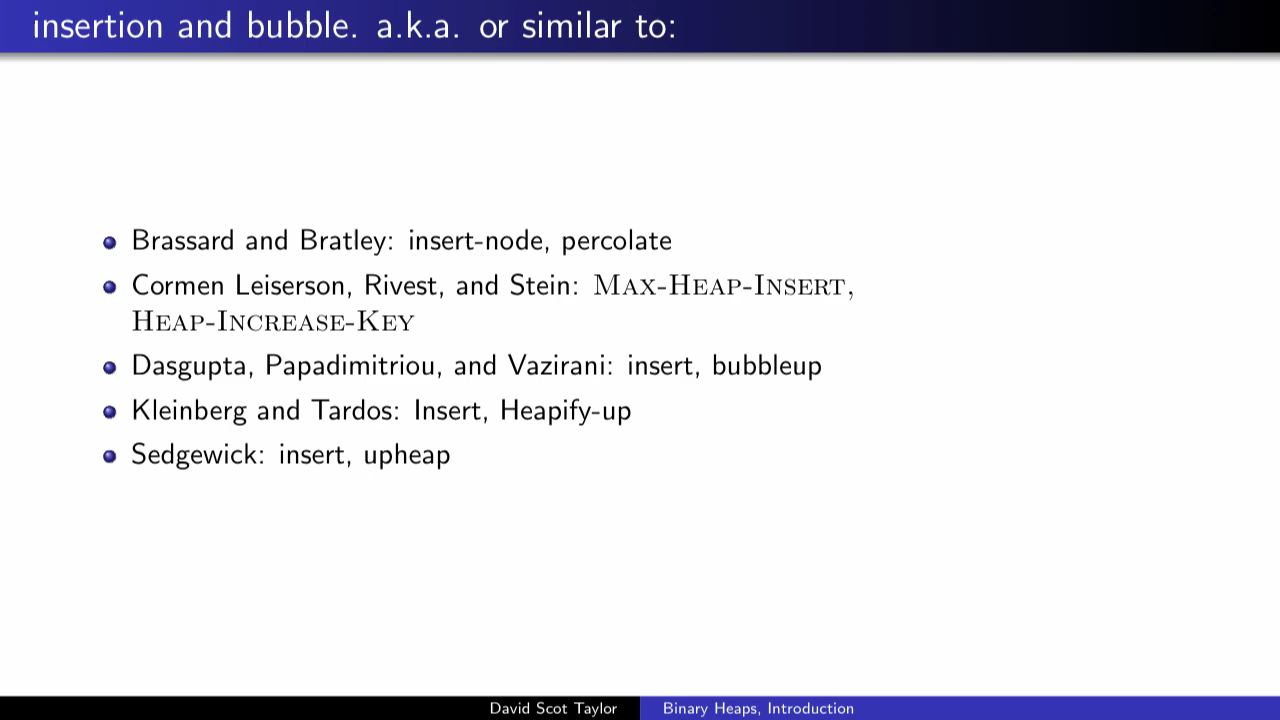 insertion and bubble. a.k.a. or similar to:
Brassard and Bratley: insert-node, percolate
Cormen Leiserson, Rivest, and Stein: MAX-HEAP-INSERT,
HEAP-INCREASE-KEY
Dasgupta, Papadimitriou, and Vazirani: insert, bubbleup
Kleinberg and Tardos: Insert, Heapify-up
Sedgewick: insert, upheap
David Scot Taylor
Binary Heaps, Introduction